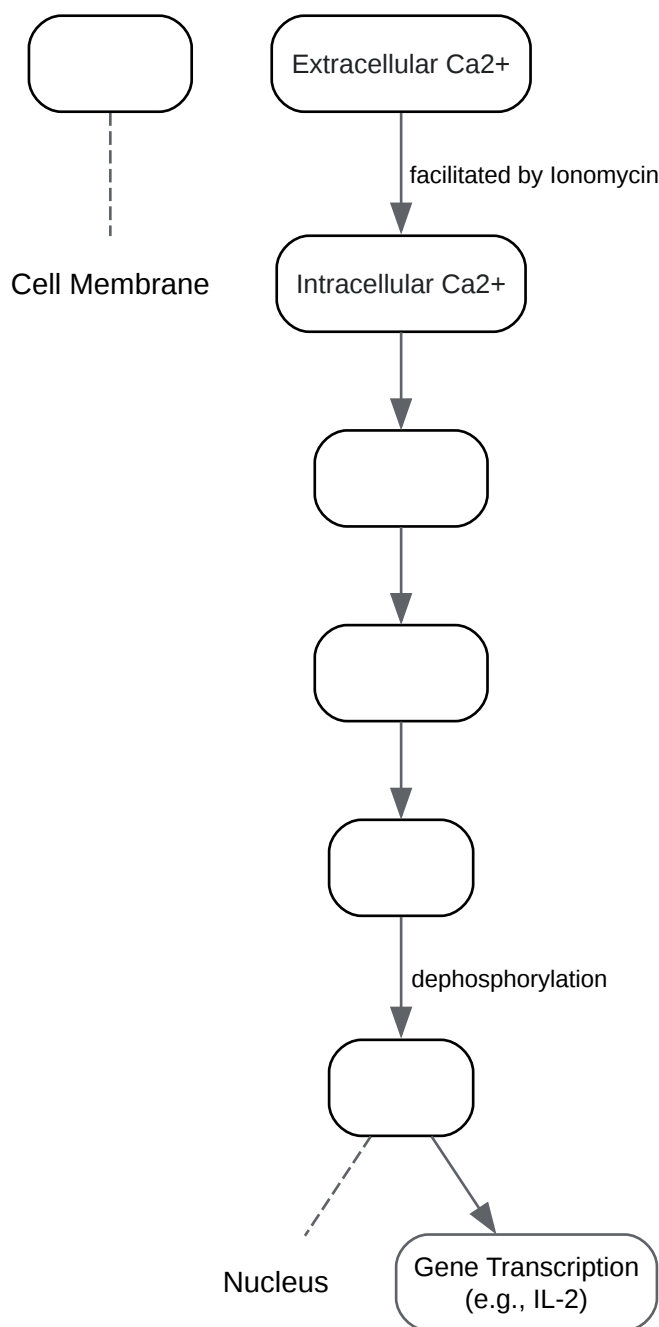 Extracellular Ca2+
facilitated by Ionomycin
Cell Membrane
Intracellular Ca2+
dephosphorylation
Nucleus
Gene Transcription
(e.g., IL-2)